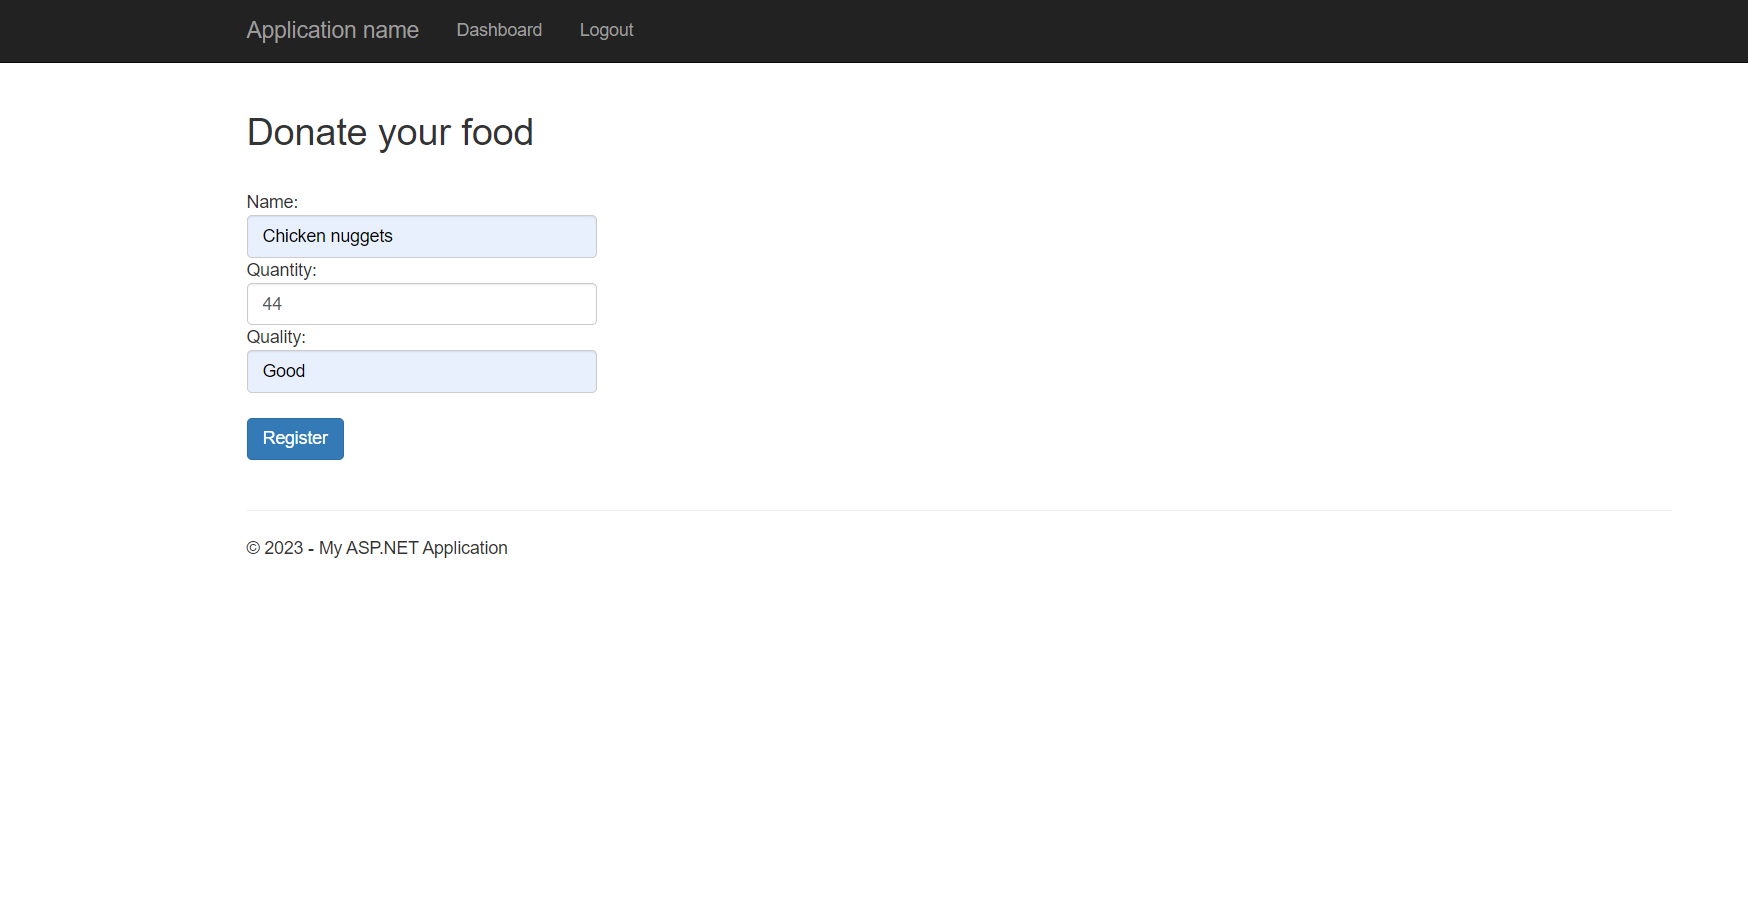 Application name Dashboard Logout
Donate your food
Name:
Chicken nuggets
Quantity:
44
Quality:
Good
Register
© 2023 - My ASP.NET Application